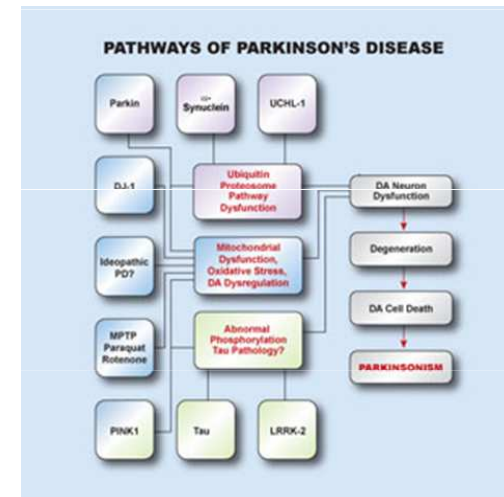 PATHWAYS OF PARKINSON'S DISEASE
Parkin
α-
Synuclein
UCHL-1
Ubiquitin
Proteosome
Pathway
Dysfunction
DJ-1
DA Neuron
Dysfunction
Mitochondrial
Dysfunction,
Oxidative Stress,
DA Dysregulation
Degeneration
Ideopathic
PD?
DA Cell Death
Abnormal
Phosphorylation
Tau Pathology?
MPTP
Paraquat
Rotenone
PARKINSONISM
PINK1
Tau
LRRK-2